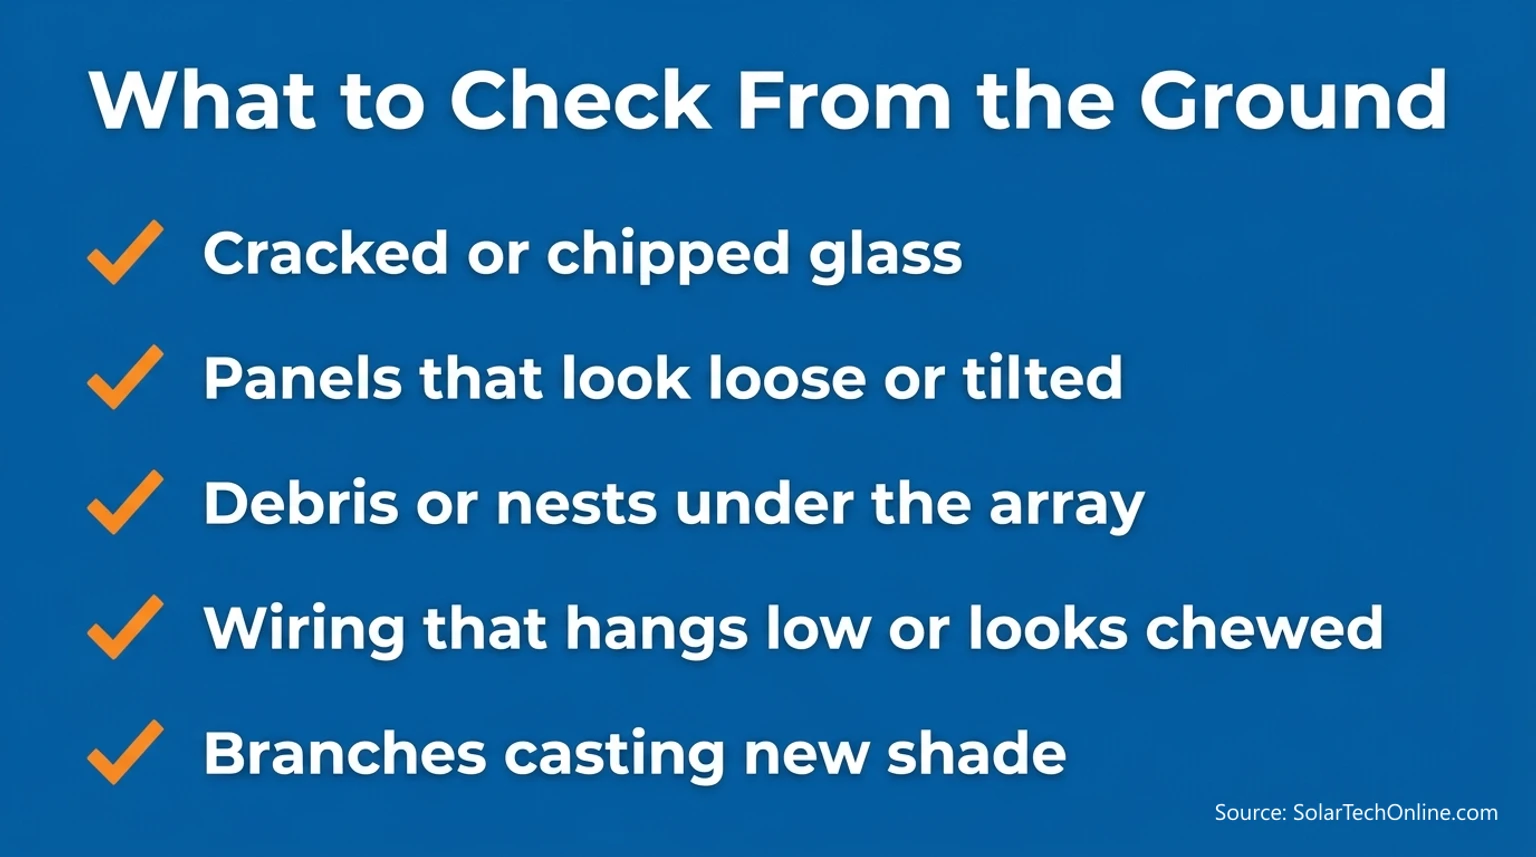 What to Check From the Ground
Cracked or chipped glass
Panels that look loose or tilted
Debris or nests under the array
Wiring that hangs low or looks chewed
Branches casting new shade
Source: SolarTechOnline.com